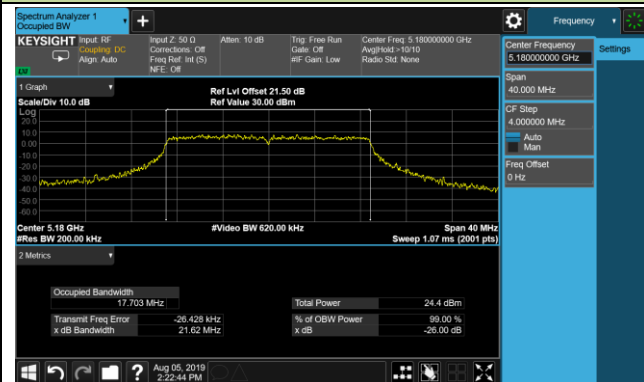 Spectrum Analyzer 1
Occupied BW
Frequency
KEYSIGHT
Input: RF
Coupling: DC
Align: Auto
Input Z: 50 Ω
Corrections: Off
Freq Ref: Int (S)
NFE: Off
Atten: 10 dB
Trig: Free Run
Gate: Off
#IF Gain: Low
Center Freq: 5.180000000 GHz
Avg|Hold:>10/10
Radio Std: None
Center Frequency
5.18000000 GHz
Settings
Span
40.000 MHz
CF Step
4.000000 MHz
Auto
Man
Freq Offset
0 Hz
1 Graph
Scale/Div 10.0 dB
Ref Lvl Offset 21.50 dB
Ref Value 30.00 dBm
Log
20.0
10.0
0.00
-10.0
-20.0
-30.0
-40.0
-50.0
-60.0
Center 5.18 GHz
#Res BW 200.00 kHz
#Video BW 620.00 kHz
Span 40 MHz
Sweep 1.07 ms (2001 pts)
2 Metrics
Occupied Bandwidth
17.703 MHz
Total Power
24.4 dBm
Transmit Freq Error
-26.428 kHz
% of OBW Power
99.00 %
x dB Bandwidth
21.62 MHz
x dB
-26.00 dB
Aug 05, 2019
2:22:44 PM